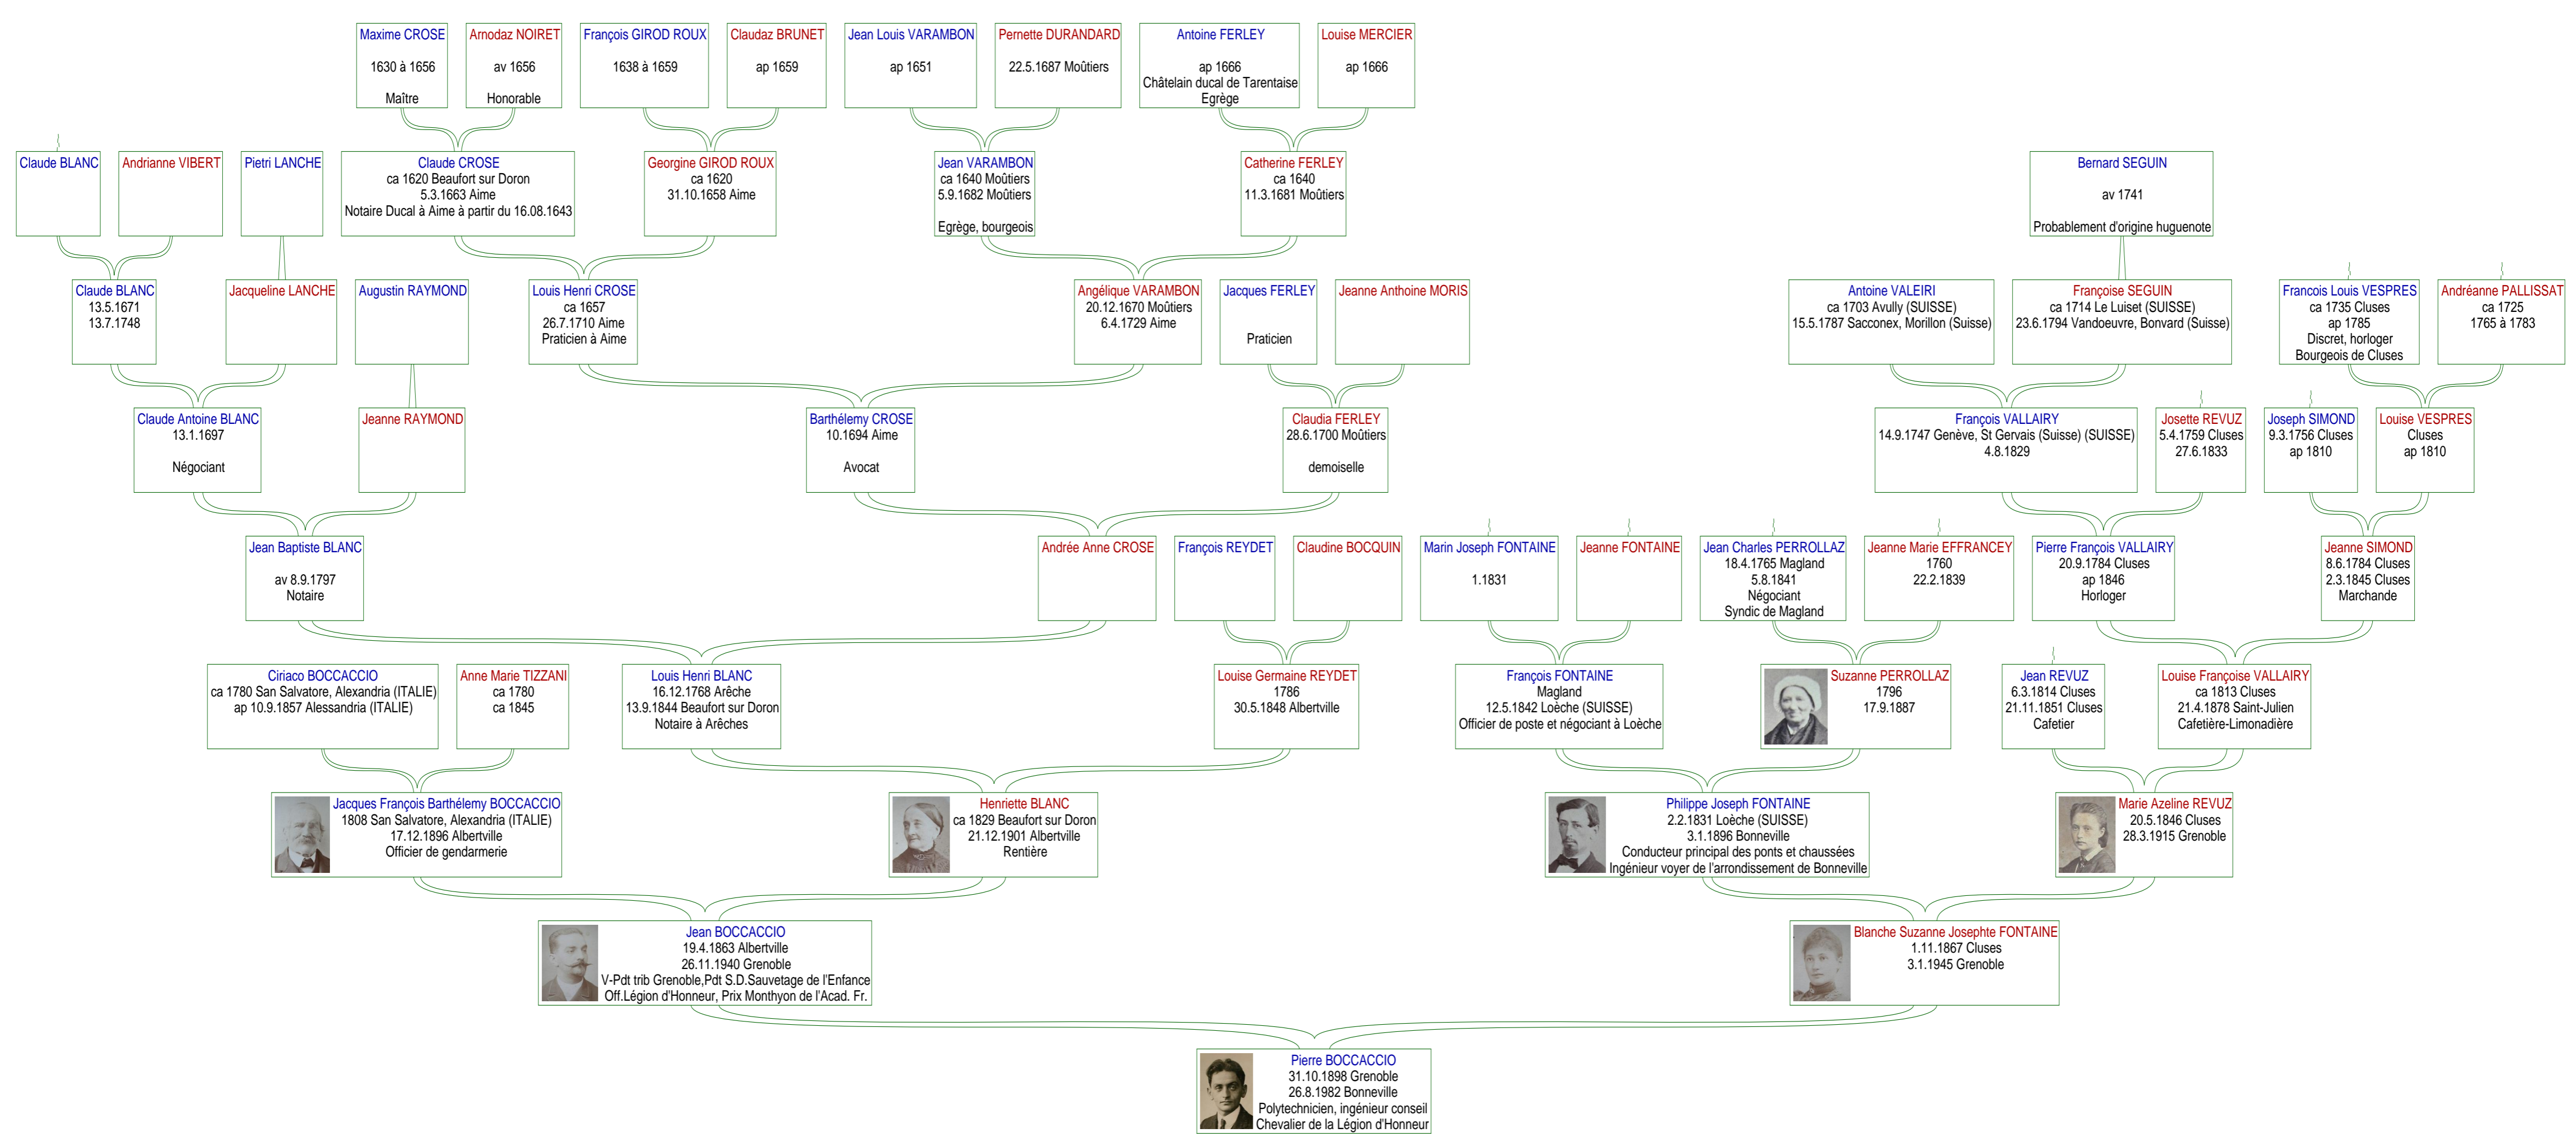 Maxime CROSE
1630 à 1656
Maître
Arnodaz NOIRET
av 1656
Honorable
François GIROD ROUX
1638 à 1659
Claudaz BRUNET
ap 1659
Jean Louis VARAMBON
ap 1651
Pernette DURANDARD
22.5.1687 Moûtiers
Antoine FERLEY
ap 1666
Châtelain ducal de Tarentaise
Egrège
Louise MERCIER
ap 1666
Claude BLANC
Andrianne VIBERT
Pietri LANCHE
Claude CROSE
ca 1620 Beaufort sur Doron
5.3.1663 Aime
Notaire Ducal à Aime à partir du 16.08.1643
Georgine GIROD ROUX
ca 1620
31.10.1658 Aime
Jean VARAMBON
ca 1640 Moûtiers
5.9.1682 Moûtiers
Egrège, bourgeois
Catherine FERLEY
ca 1640
11.3.1681 Moûtiers
Bernard SEGUIN
av 1741
Probablement d'origine huguenote
Claude BLANC
13.5.1671
13.7.1748
Jacqueline LANCHE
Augustin RAYMOND
Louis Henri CROSE
ca 1657
26.7.1710 Aime
Praticien à Aime
Angélique VARAMBON
20.12.1670 Moûtiers
6.4.1729 Aime
Jacques FERLEY
Praticien
Jeanne Anthoine MORIS
Antoine VALEIRI
ca 1703 Avully (SUISSE)
15.5.1787 Sacconex, Morillon (Suisse)
Françoise SEGUIN
ca 1714 Le Luiset (SUISSE)
23.6.1794 Vandoeuvre, Bonvard (Suisse)
Francois Louis VESPRES
ca 1735 Cluses
ap 1785
Discret, horloger
Bourgeois de Cluses
Andréanne PALLISSAT
ca 1725
1765 à 1783
Claude Antoine BLANC
13.1.1697
Négociant
Jeanne RAYMOND
Barthélemy CROSE
10.1694 Aime
Avocat
Claudia FERLEY
28.6.1700 Moûtiers
demoiselle
François VALLAIRY
14.9.1747 Genève, St Gervais (Suisse) (SUISSE)
4.8.1829
Josette REVUZ
5.4.1759 Cluses
27.6.1833
Joseph SIMOND
9.3.1756 Cluses
ap 1810
Louise VESPRES
Cluses
ap 1810
Jean Baptiste BLANC
av 8.9.1797
Notaire
Andrée Anne CROSE
François REYDET
Claudine BOCQUIN
Marin Joseph FONTAINE
1.1831
Jeanne FONTAINE
Jean Charles PERROLLAZ
18.4.1765 Magland
5.8.1841
Négociant
Syndic de Magland
Jeanne Marie EFFRANCEY
1760
22.2.1839
Pierre François VALLAIRY
20.9.1784 Cluses
ap 1846
Horloger
Jeanne SIMOND
8.6.1784 Cluses
2.3.1845 Cluses
Marchande
Ciriaco BOCCACCIO
ca 1780 San Salvatore, Alexandria (ITALIE)
ap 10.9.1857 Alessandria (ITALIE)
Anne Marie TIZZANI
ca 1780
ca 1845
Louis Henri BLANC
16.12.1768 Arêche
13.9.1844 Beaufort sur Doron
Notaire à Arêches
Louise Germaine REYDET
1786
30.5.1848 Albertville
François FONTAINE
Magland
12.5.1842 Loèche (SUISSE)
Officier de poste et négociant à Loèche
Suzanne PERROLLAZ
1796
17.9.1887
Jean REVUZ
6.3.1814 Cluses
21.11.1851 Cluses
Cafetier
Louise Françoise VALLAIRY
ca 1813 Cluses
21.4.1878 Saint-Julien
Cafetière-Limonadière
Jacques François Barthélemy BOCCACCIO
1808 San Salvatore, Alexandria (ITALIE)
17.12.1896 Albertville
Officier de gendarmerie
Henriette BLANC
ca 1829 Beaufort sur Doron
21.12.1901 Albertville
Rentière
Philippe Joseph FONTAINE
2.2.1831 Loèche (SUISSE)
3.1.1896 Bonneville
Conducteur principal des ponts et chaussées
Ingénieur voyer de l'arrondissement de Bonneville
Marie Azeline REVUZ
20.5.1846 Cluses
28.3.1915 Grenoble
Jean BOCCACCIO
19.4.1863 Albertville
26.11.1940 Grenoble
V-Pdt trib Grenoble,Pdt S.D.Sauvetage de l'Enfance
Off.Légion d'Honneur, Prix Monthyon de l'Acad. Fr.
Blanche Suzanne Josephte FONTAINE
1.11.1867 Cluses
3.1.1945 Grenoble
Pierre BOCCACCIO
31.10.1898 Grenoble
26.8.1982 Bonneville
Polytechnicien, ingénieur conseil
Chevalier de la Légion d'Honneur